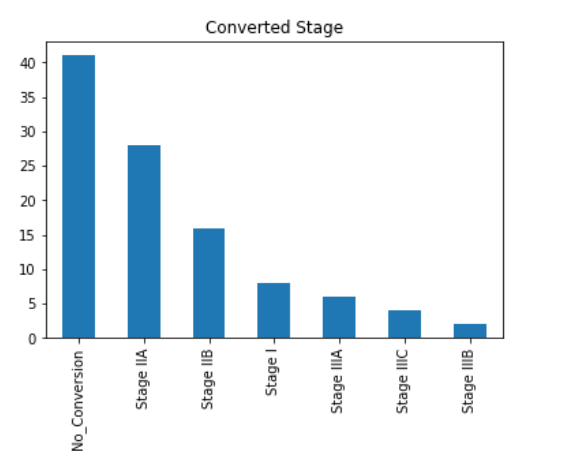 Converted Stage
40
35
30
25
20
15
10
5
0
No_Conversion
Stage IIA
Stage IIB
Stage I
Stage IIIA
Stage IIIC
Stage IIIB